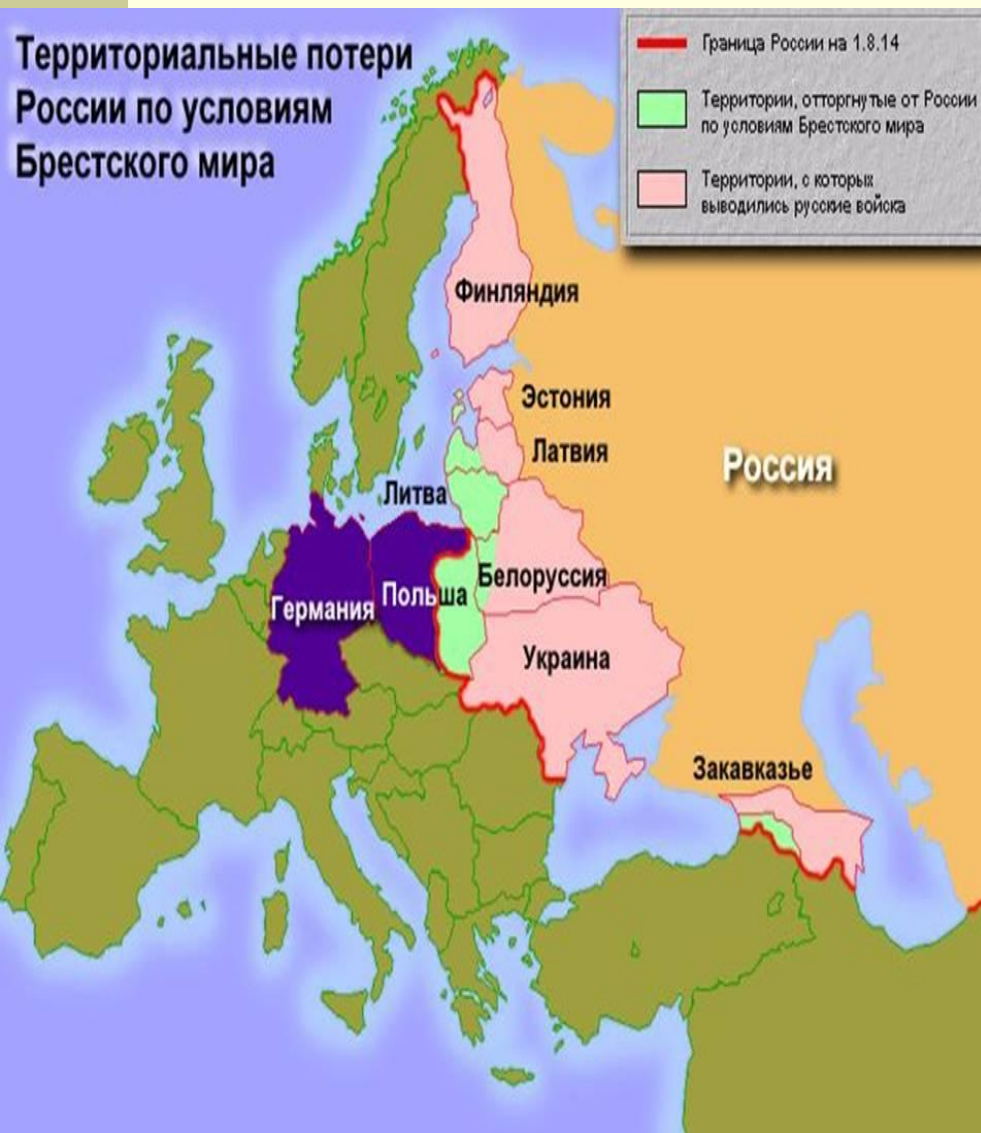 Территориальные потери
России по условиям
Брестского мира
Граница России на 1.8.14
Территории, отторгнутые от России
по условиям Брестского мира
Территории, с которых
выводились русские войска
Финляндия
Эстония
Латвия
Россия
Литва
Белоруссия
Польша
Германия
Украина
Закавказье